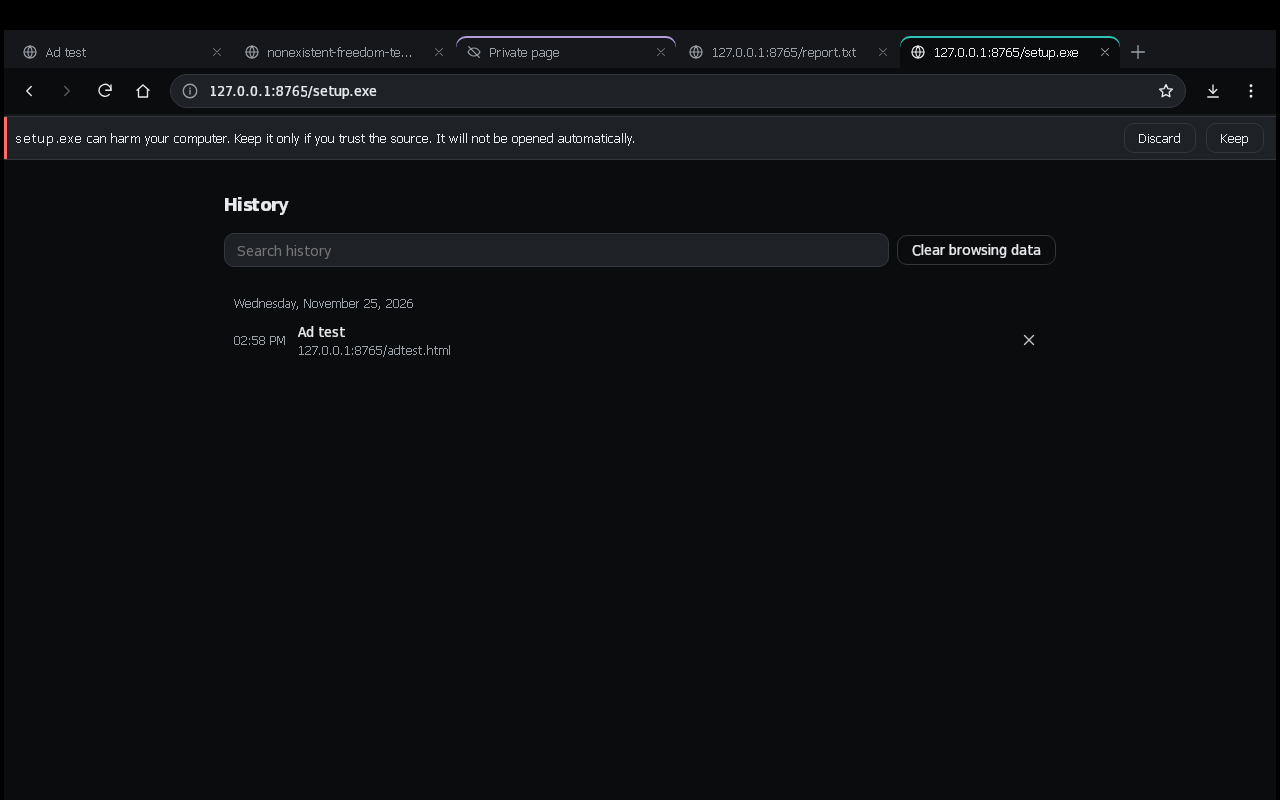 Ad test
nonexistent-freedom-te...
Private page
127.0.0.1:8765/report.txt
127.0.0.1:8765/setup.exe
127.0.0.1:8765/setup.exe
setup.exe can harm your computer. Keep it only if you trust the source. It will not be opened automatically.
Discard
Keep
History
Search history
Clear browsing data
Wednesday, November 25, 2026
02:58 PM
Ad test
127.0.0.1:8765/adtest.html